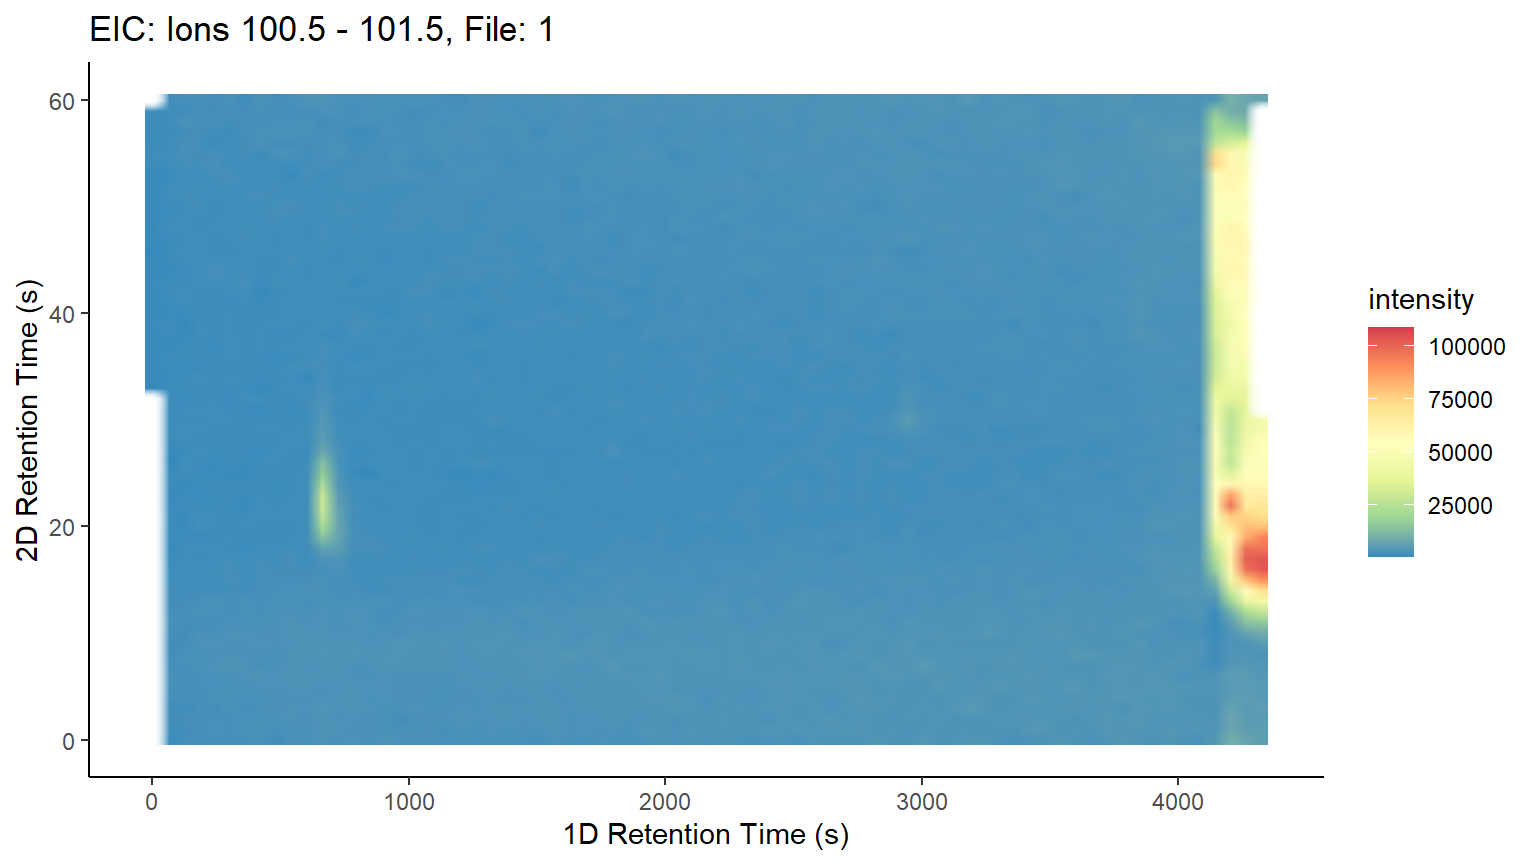 EIC: Ions 100.5 - 101.5, File: 1
60
40
20
0
2D Retention Time (s)
0 1000 2000 3000 4000
1D Retention Time (s)
intensity
100000
75000
50000
25000